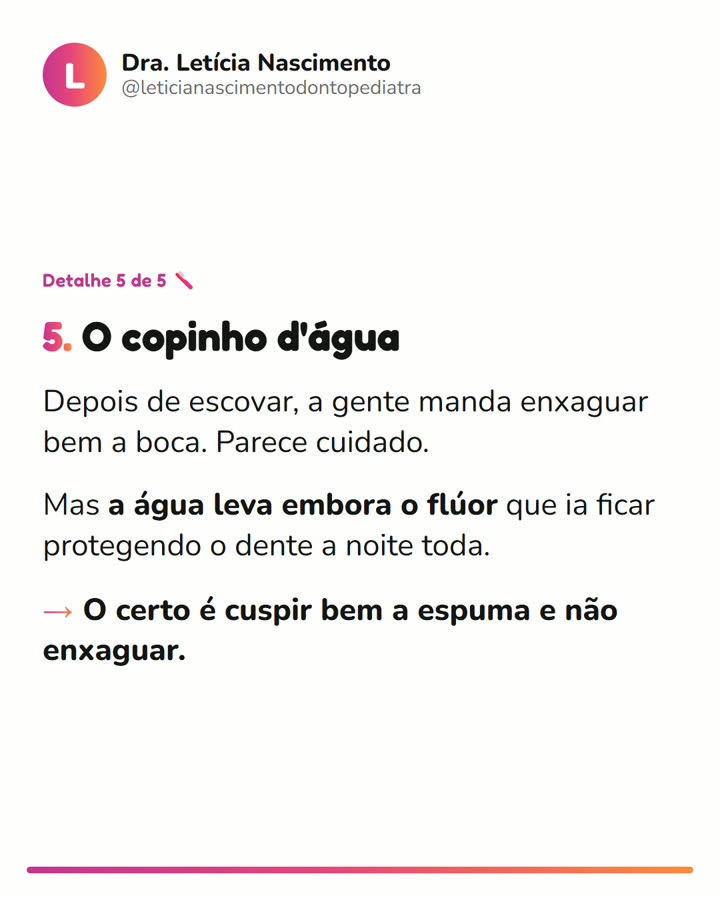 L
Dra. Letícia Nascimento
@leticianascimentodontopediatra
Detalhe 5 de 5
5. O copinho d'água
Depois de escovar, a gente manda enxaguar
bem a boca. Parece cuidado.
Mas a água leva embora o flúor que ia ficar
protegendo o dente a noite toda.
→ O certo é cuspir bem a espuma e não
enxaguar.